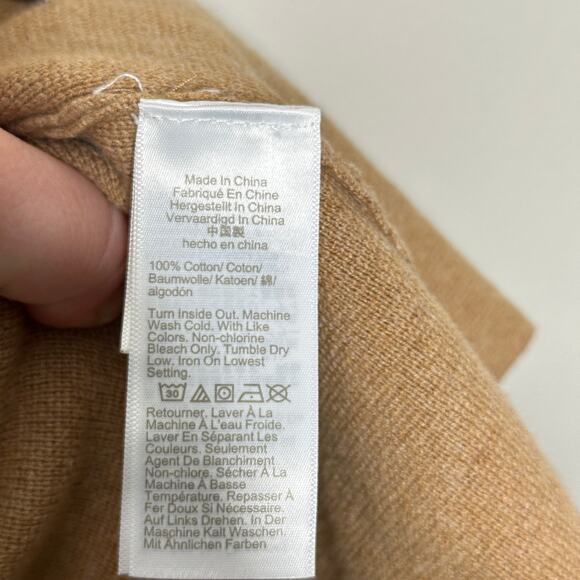 Made In China
Fabriqué En Chine
Hergestellt In China
Vervaardigd In China
中国製
hecho en china
100% Cotton/ Coton/
Baumwolle/ Katoen/ 綿/
algodón
Turn Inside Out. Machine
Wash Cold. With Like
Colors. Non-chlorine
Bleach Only. Tumble Dry
Low. Iron On Lowest
Setting.
30
Retourner. Laver À La
Machine À L'eau Froide.
Laver En Séparant Les
Couleurs. Seulement
Agent De Blanchiment
Non-chlore. Sécher À La
Machine À Basse
Température. Repasser À
Fer Doux Si Nécessaire.
Auf Links Drehen. In Der
Maschine Kalt Waschen.
Mit Ähnlichen Farben